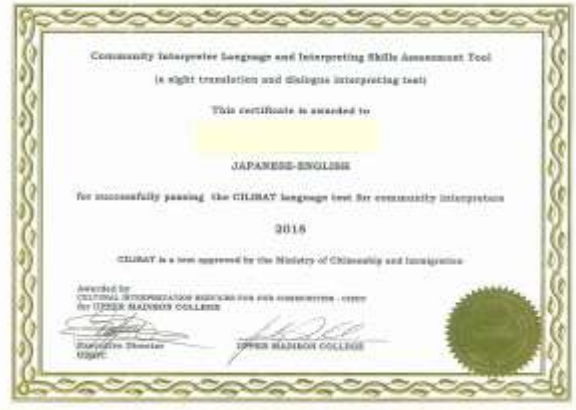 Community Interpreter Language and Interpreting Skills Assessment Tool
(a sight translation and dialogue interpreting test)
This certificate is awarded to
JAPANESE-ENGLISH
for successfully passing the CILISAT language test for community interpreters
2015
CILISAT is a test approved by the Ministry of Citizenship and Immigration
Awarded by
CULTURAL INTERPRETATION SERVICES FOR OUR COMMUNITIES - CISOC
for UPPER MADISON COLLEGE
Executive Director
UPPER MADISON COLLEGE